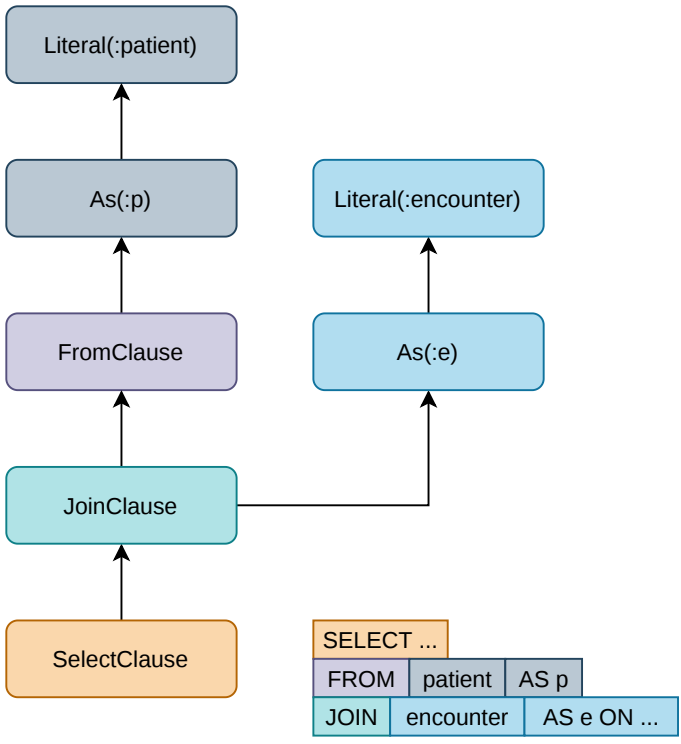 Literal(:patient)
As(:p)
Literal(:encounter)
FromClause
As(:e)
JoinClause
SelectClause
SELECT ...
FROM patient AS p
JOIN encounter AS e ON ...